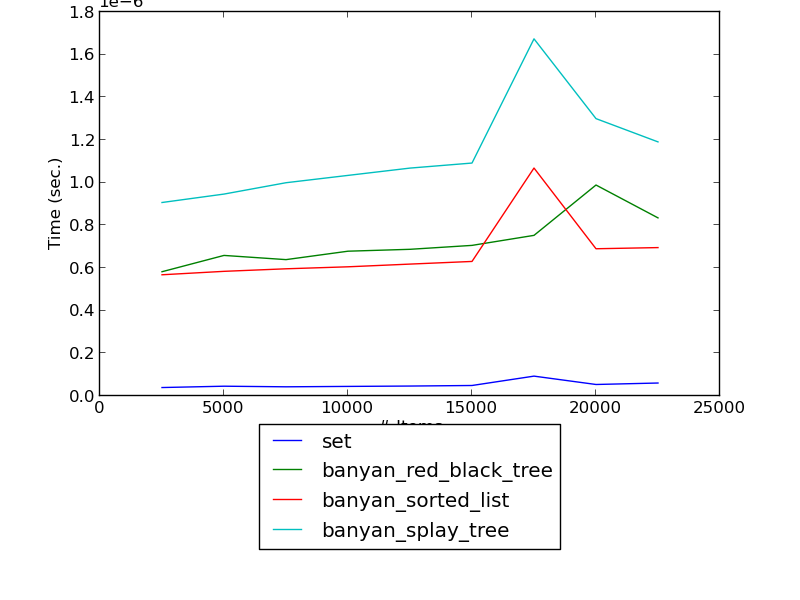 1e−6
1.8
1.6
1.4
1.2
1.0
0.8
0.6
0.4
0.2
0.0
Time (sec.)
0 5000 10000 15000 20000 25000
# Items
set
banyan_red_black_tree
banyan_sorted_list
banyan_splay_tree